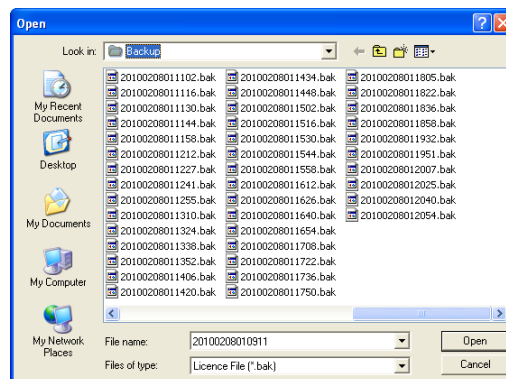 Open
Look in:
Backup
My Recent
Documents
Desktop
My Documents
My Computer
My Network
Places
20100208011102.bak
20100208011116.bak
20100208011130.bak
20100208011144.bak
20100208011158.bak
20100208011212.bak
20100208011227.bak
20100208011241.bak
20100208011255.bak
20100208011310.bak
20100208011324.bak
20100208011338.bak
20100208011352.bak
20100208011406.bak
20100208011420.bak
20100208011434.bak
20100208011448.bak
20100208011502.bak
20100208011516.bak
20100208011530.bak
20100208011544.bak
20100208011558.bak
20100208011612.bak
20100208011626.bak
20100208011640.bak
20100208011654.bak
20100208011708.bak
20100208011722.bak
20100208011736.bak
20100208011750.bak
20100208011805.bak
20100208011822.bak
20100208011836.bak
20100208011858.bak
20100208011932.bak
20100208011951.bak
20100208012007.bak
20100208012025.bak
20100208012040.bak
20100208012054.bak
File name:
20100208010911
Open
Files of type:
Licence File (*.bak)
Cancel